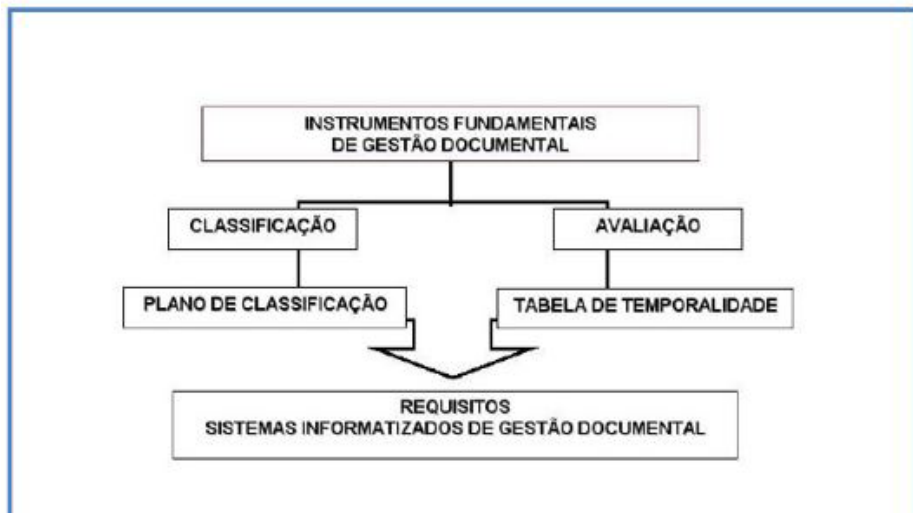 INSTRUMENTOS FUNDAMENTAIS
DE GESTÃO DOCUMENTAL
CLASSIFICAÇÃO
AVALIAÇÃO
PLANO DE CLASSIFICAÇÃO
TABELA DE TEMPORALIDADE
REQUISITOS
SISTEMAS INFORMATIZADOS DE GESTÃO DOCUMENTAL